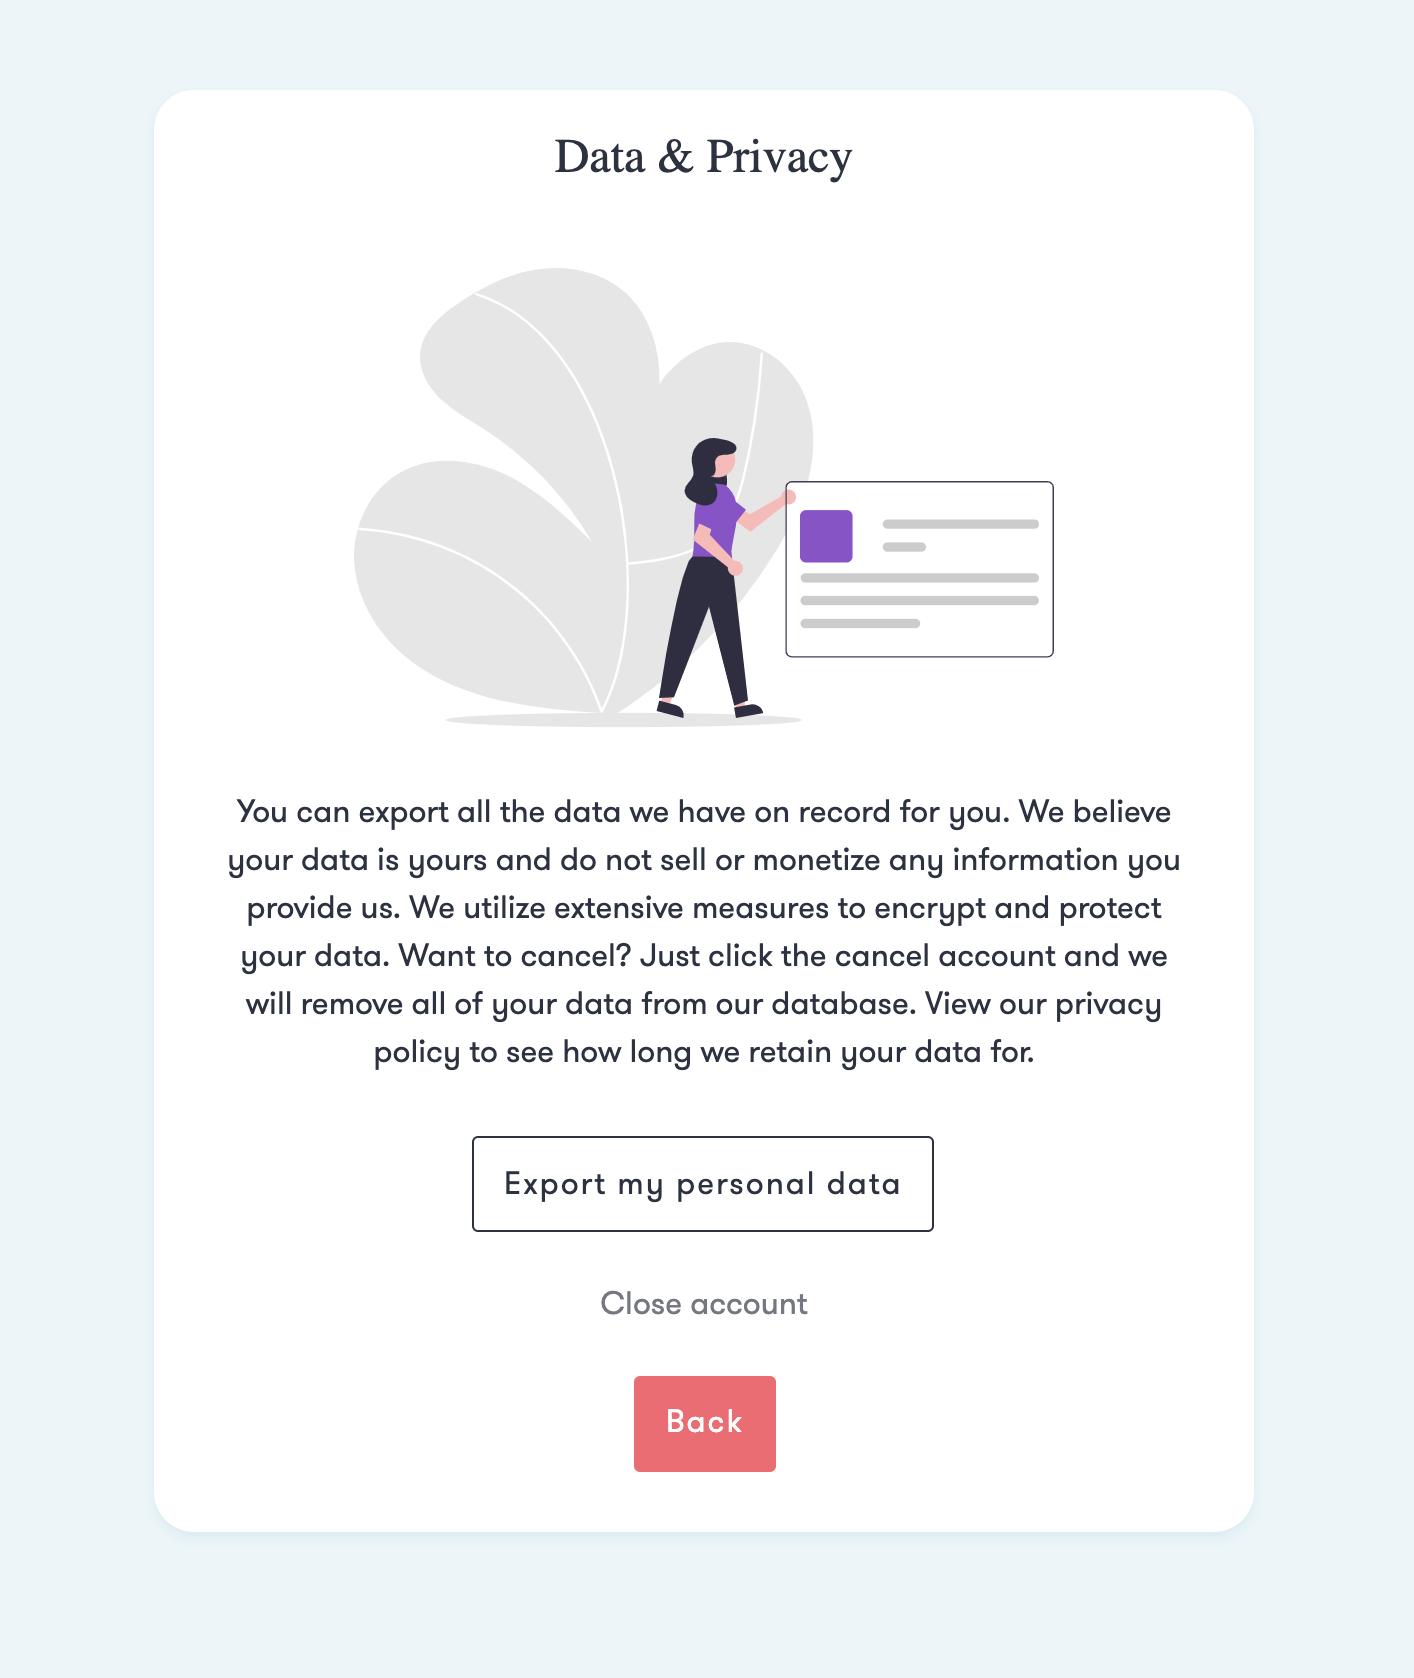 Data & Privacy
You can export all the data we have on record for you. We believe
your data is yours and do not sell or monetize any information you
provide us. We utilize extensive measures to encrypt and protect
your data. Want to cancel? Just click the cancel account and we
will remove all of your data from our database. View our privacy
policy to see how long we retain your data for.
Export my personal data
Close account
Back